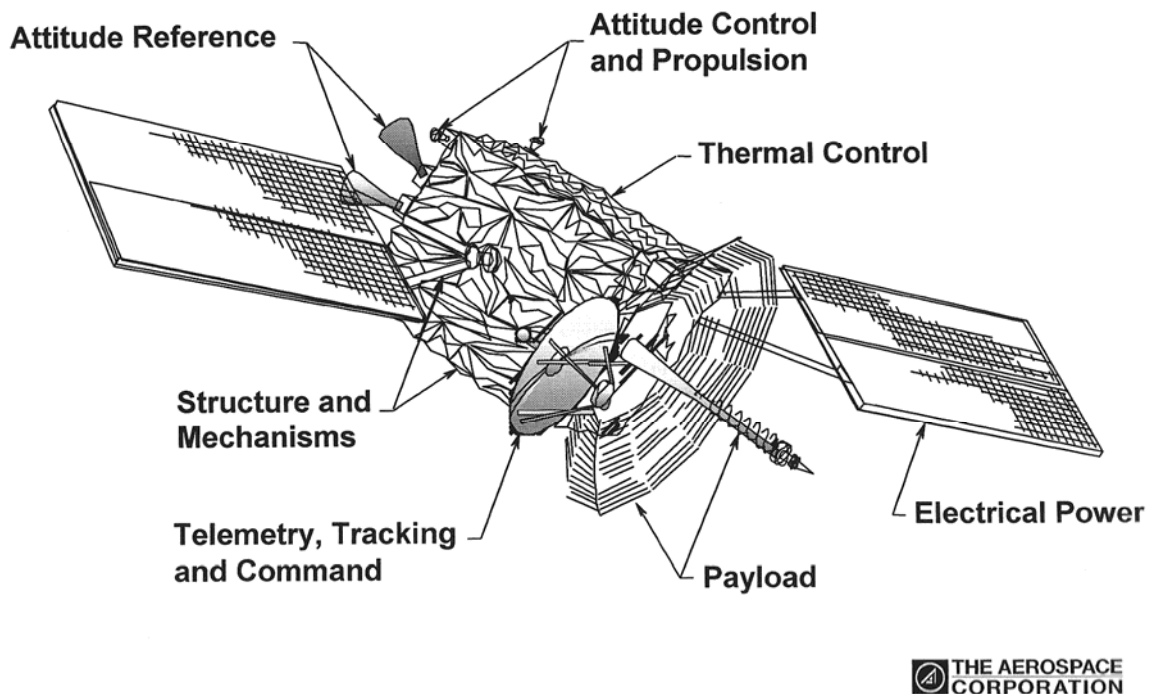 Attitude Reference
Attitude Control
and Propulsion
Thermal Control
Structure and
Mechanisms
Telemetry, Tracking
and Command
Payload
Electrical Power
THE AEROSPACE
CORPORATION